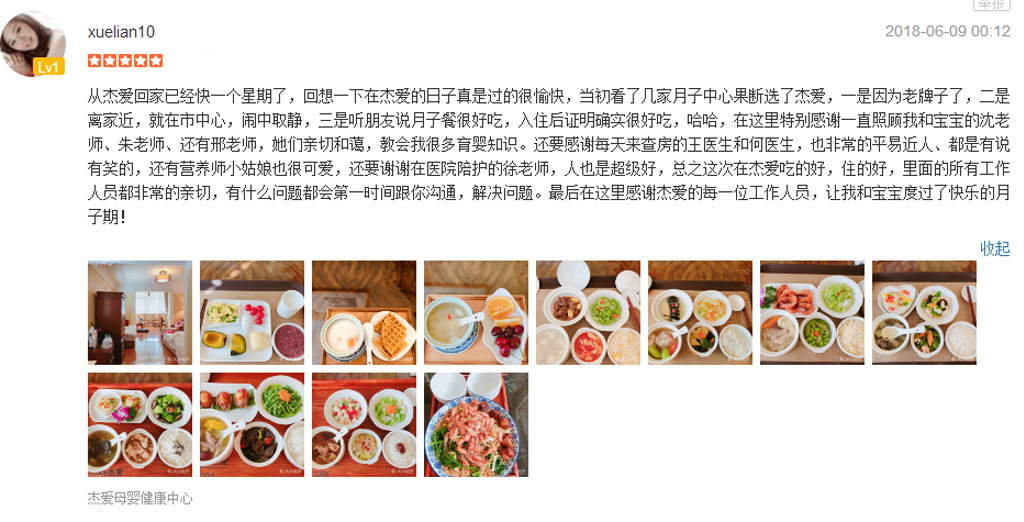 举报
xuelian10
2018-06-09 00:12
Lv1
从杰爱回家已经快一个星期了，回想一下在杰爱的日子真是过的很愉快，当初看了几家月子中心果断选了杰爱，一是因为老牌子了，二是
离家近，就在市中心，闹中取静，三是听朋友说月子餐很好吃，入住后证明确实很好吃，哈哈，在这里特别感谢一直照顾我和宝宝的沈老
师、朱老师、还有邢老师，她们亲切和蔼，教会我很多育婴知识。还要感谢每天来查房的王医生和何医生，也非常的平易近人、都是有说
有笑的，还有营养师小姑娘也很可爱，还要谢谢在医院陪护的徐老师，人也是超级好，总之这次在杰爱吃的好，住的好，里面的所有工作
人员都非常的亲切，有什么问题都会第一时间跟你沟通，解决问题。最后在这里感谢杰爱的每一位工作人员，让我和宝宝度过了快乐的月
子期！
收起
杰爱母婴健康中心